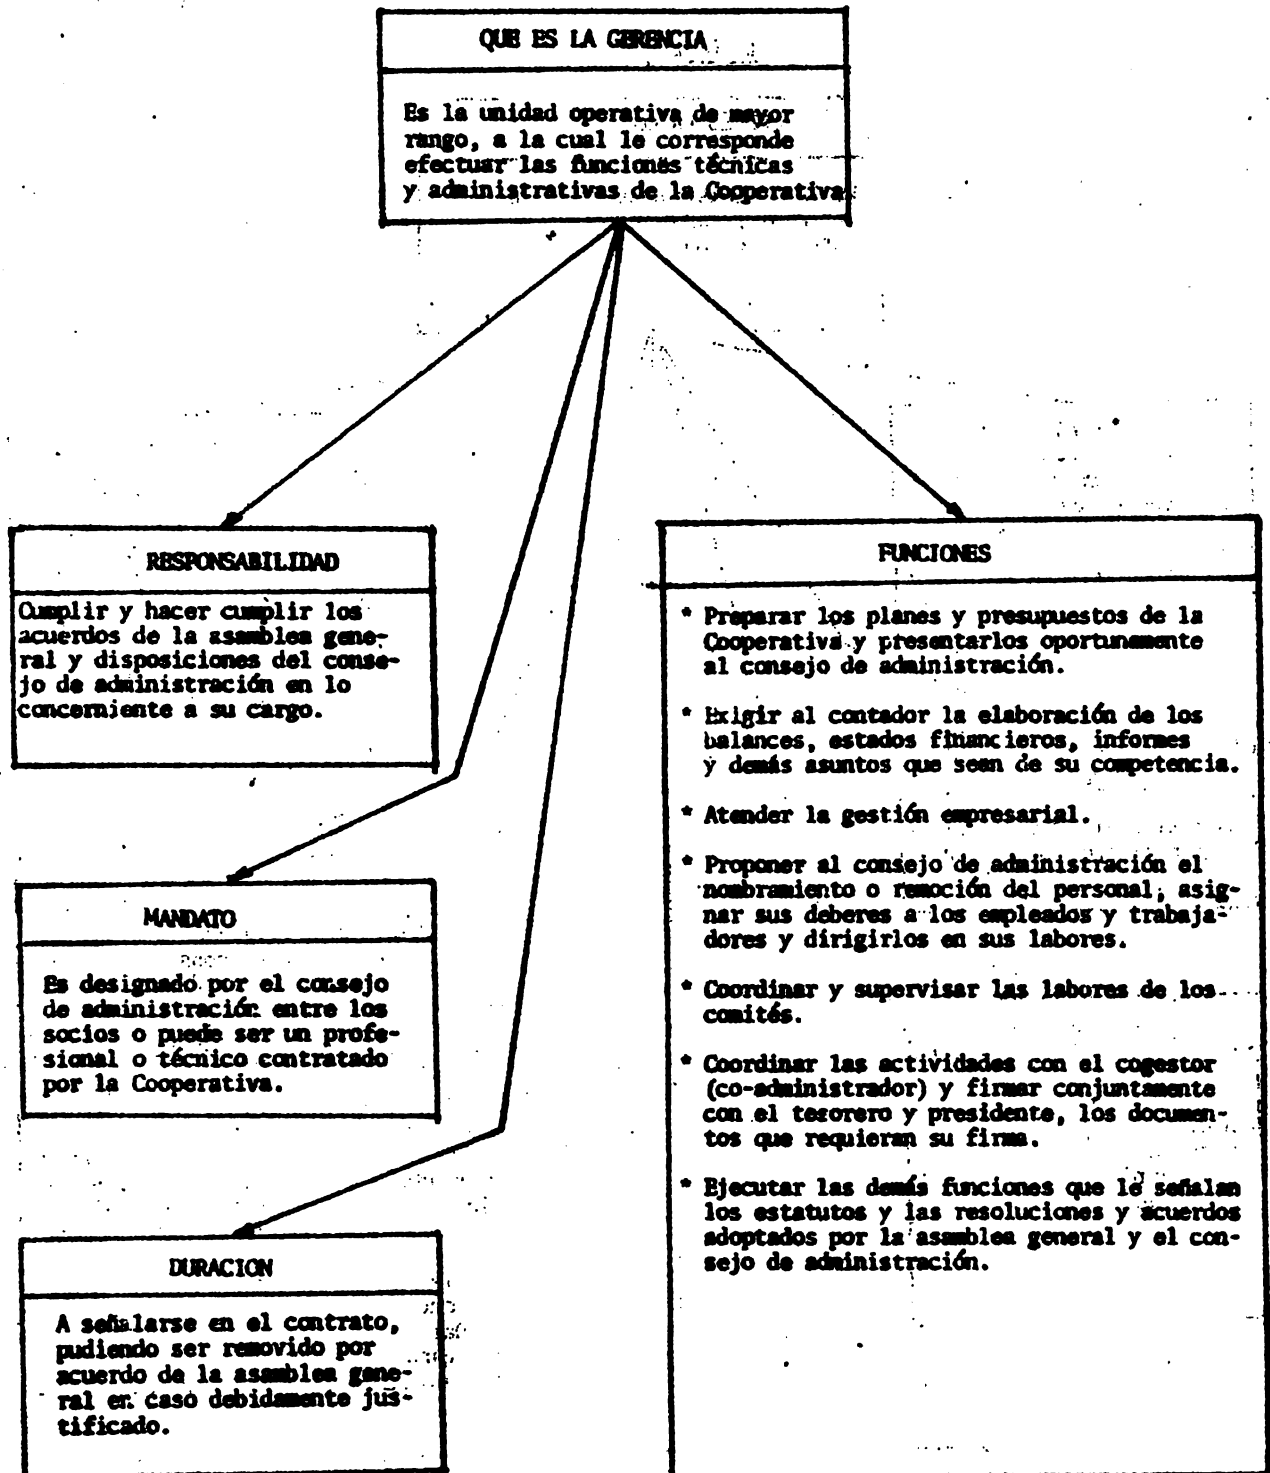 QUE ES LA GERENCIA
Es la unidad operativa de mayor
rango, a la cual le corresponde
efectuar las funciones técnicas
y administrativas de la Cooperativa
RESPONSABILIDAD
Cumplir y hacer cumplir los
acuerdos de la asamblea gene-
ral y disposiciones del conse-
jo de administración en lo
concerniente a su cargo.
MANDATO
Es designado por el consejo
de administración entre los
socios o puede ser un profe-
sional o técnico contratado
por la Cooperativa.
DURACION
A señalarse en el contrato,
pudiendo ser removido por
acuerdo de la asamblea gene-
ral en caso debidamente jus-
tificado.
FUNCIONES
* Preparar los planes y presupuestos de la
Cooperativa y presentarlos oportunamente
al consejo de administración.
* Exigir al contador la elaboración de los
balances, estados financieros, informes
y demás asuntos que sean de su competencia.
* Atender la gestión empresarial.
* Proponer al consejo de administración el
nombramiento o remoción del personal, asig-
nar sus deberes a los empleados y trabaja-
dores y dirigirlos en sus labores.
* Coordinar y supervisar las labores de los
comités.
* Coordinar las actividades con el cogestor
(co-administrador) y firmar conjuntamente
con el tesorero y presidente, los documen-
tos que requieran su firma.
* Ejecutar las demás funciones que le señalan
los estatutos y las resoluciones y acuerdos
adoptados por la asamblea general y el con-
sejo de administración.